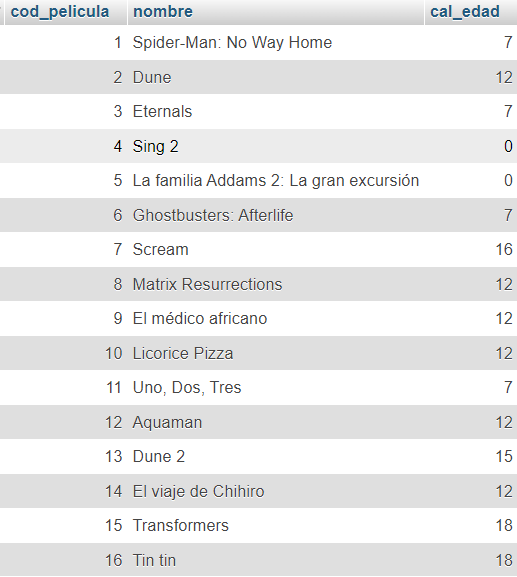 cod_pelicula nombre cal_edad
1 Spider-Man: No Way Home 7
2 Dune 12
3 Eternals 7
4 Sing 2 0
5 La familia Addams 2: La gran excursión 0
6 Ghostbusters: Afterlife 7
7 Scream 16
8 Matrix Resurrections 12
9 El médico africano 12
10 Licorice Pizza 12
11 Uno, Dos, Tres 7
12 Aquaman 12
13 Dune 2 15
14 El viaje de Chihiro 12
15 Transformers 18
16 Tin tin 18